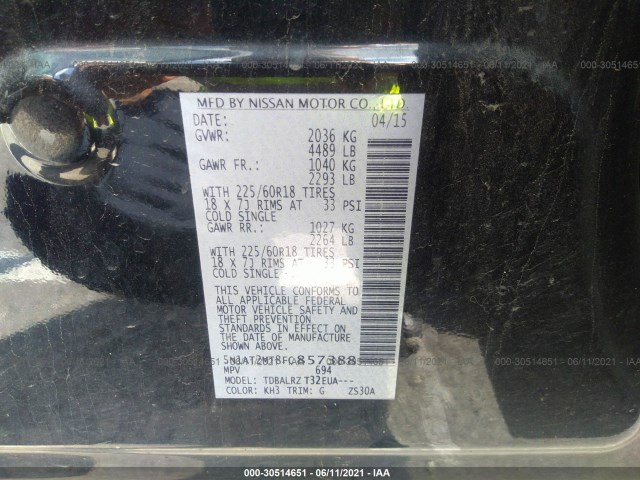 MFD BY NISSAN MOTOR CO.,LTD.
DATE: 04/15
GVWR: 2036 KG
4489 LB
GAWR FR.: 1040 KG
2293 LB
WITH 225/60R18 TIRES
18 X 7J RIMS AT 33 PSI
COLD SINGLE
GAWR RR.: 1027 KG
2264 LB
WITH 225/60R18 TIRES
18 X 7J RIMS AT 33 PSI
COLD SINGLE
THIS VEHICLE CONFORMS TO
ALL APPLICABLE FEDERAL
MOTOR VEHICLE SAFETY AND
THEFT PREVENTION
STANDARDS IN EFFECT ON
THE DATE OF MANUFACTURE
SHOWN ABOVE.
MPV 694
MODEL: TDBALRZ T32EUA---
COLOR: KH3 TRIM: G ZS30A
000-30514651 - 06/11/2021 - IAA